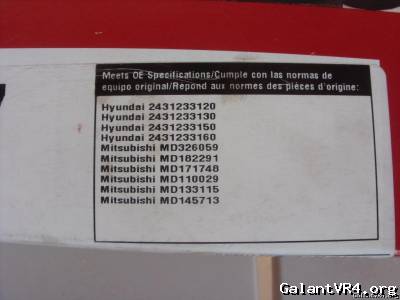 Meets OE Specifications/Cumple con las normas de
equipo original/Repond aux normes des pièces d'origine:
Hyundai 2431233120
Hyundai 2431233130
Hyundai 2431233150
Hyundai 2431233160
Mitsubishi MD326059
Mitsubishi MD182291
Mitsubishi MD171748
Mitsubishi MD110029
Mitsubishi MD133115
Mitsubishi MD145713
GalantVR4.org